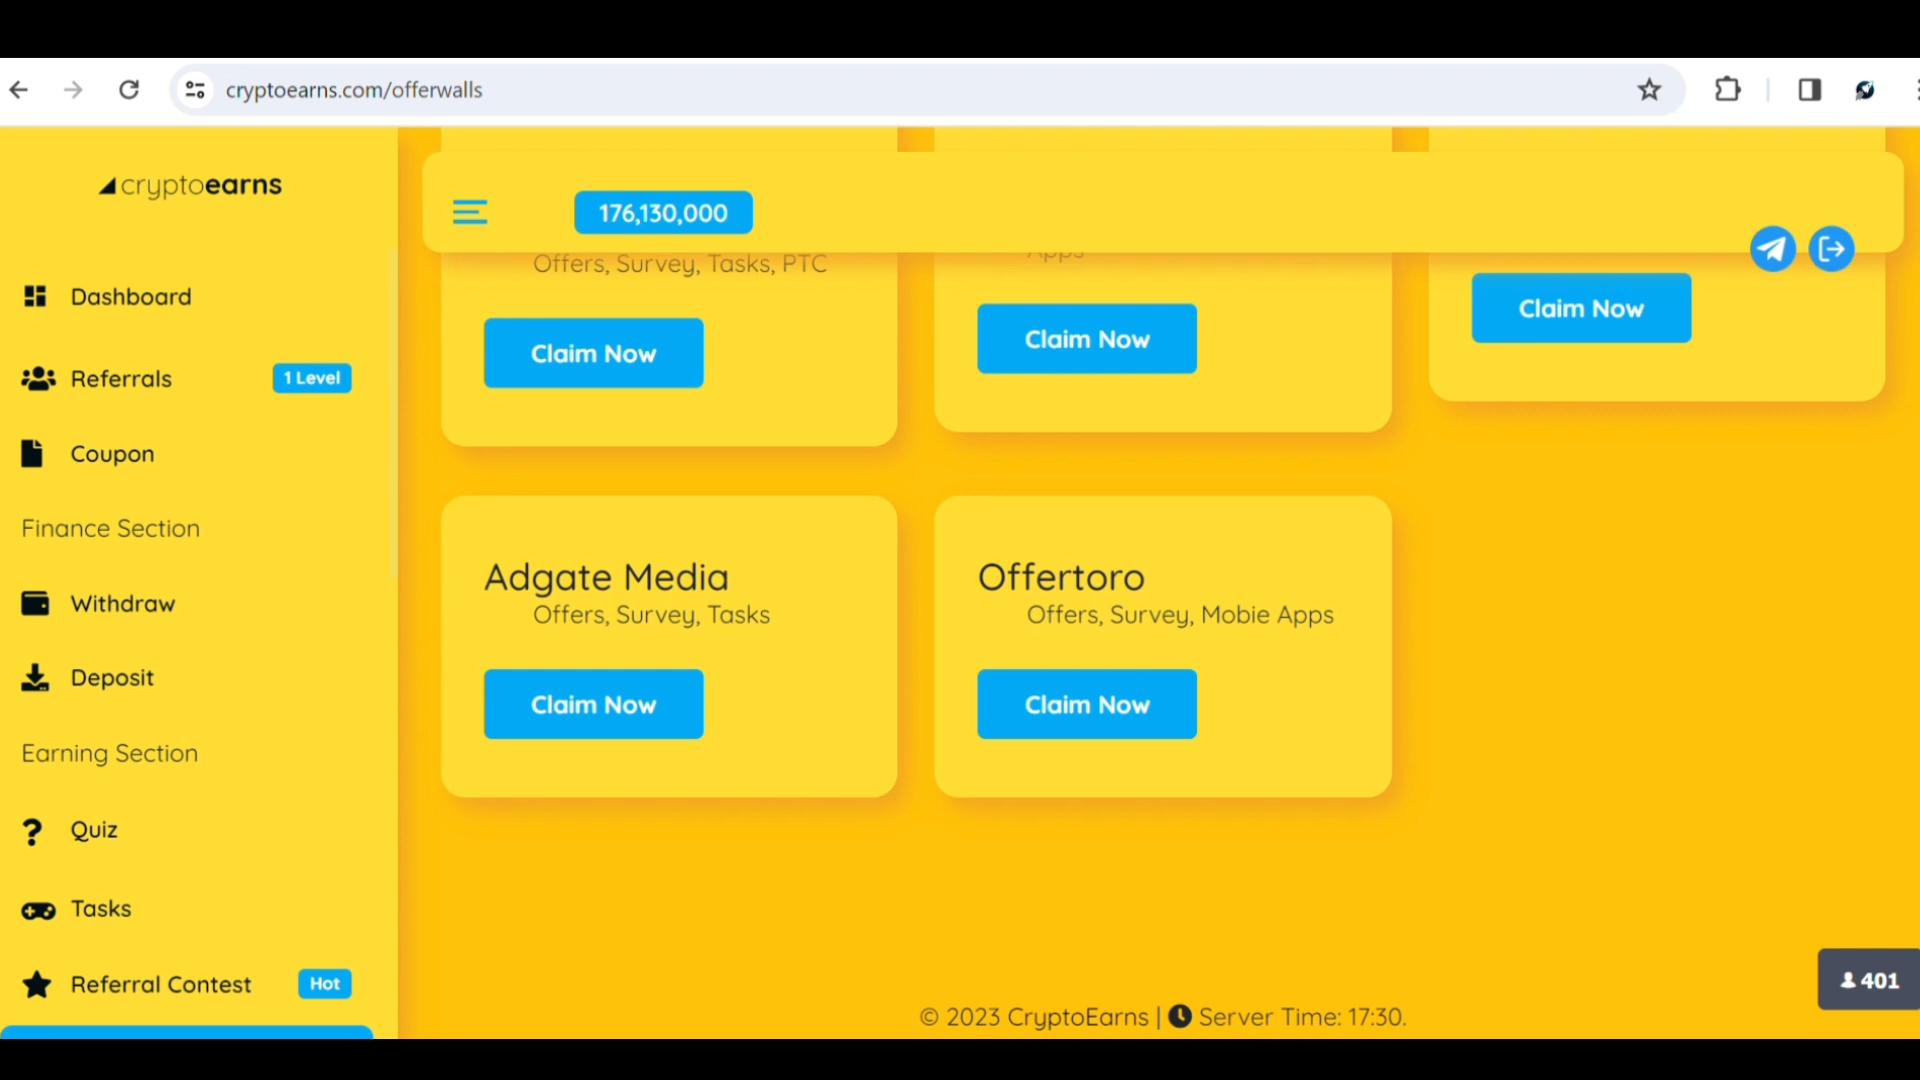 cryptoearns.com/offerwalls
cryptoearns
176,130,000
Dashboard
Referrals
1 Level
Coupon
Finance Section
Withdraw
Deposit
Earning Section
Quiz
Tasks
Referral Contest
Hot
Offers, Survey, Tasks, PTC
Claim Now
Apps
Claim Now
Claim Now
Adgate Media
Offers, Survey, Tasks
Claim Now
Offertoro
Offers, Survey, Mobie Apps
Claim Now
401
© 2023 CryptoEarns | Server Time: 17:30.